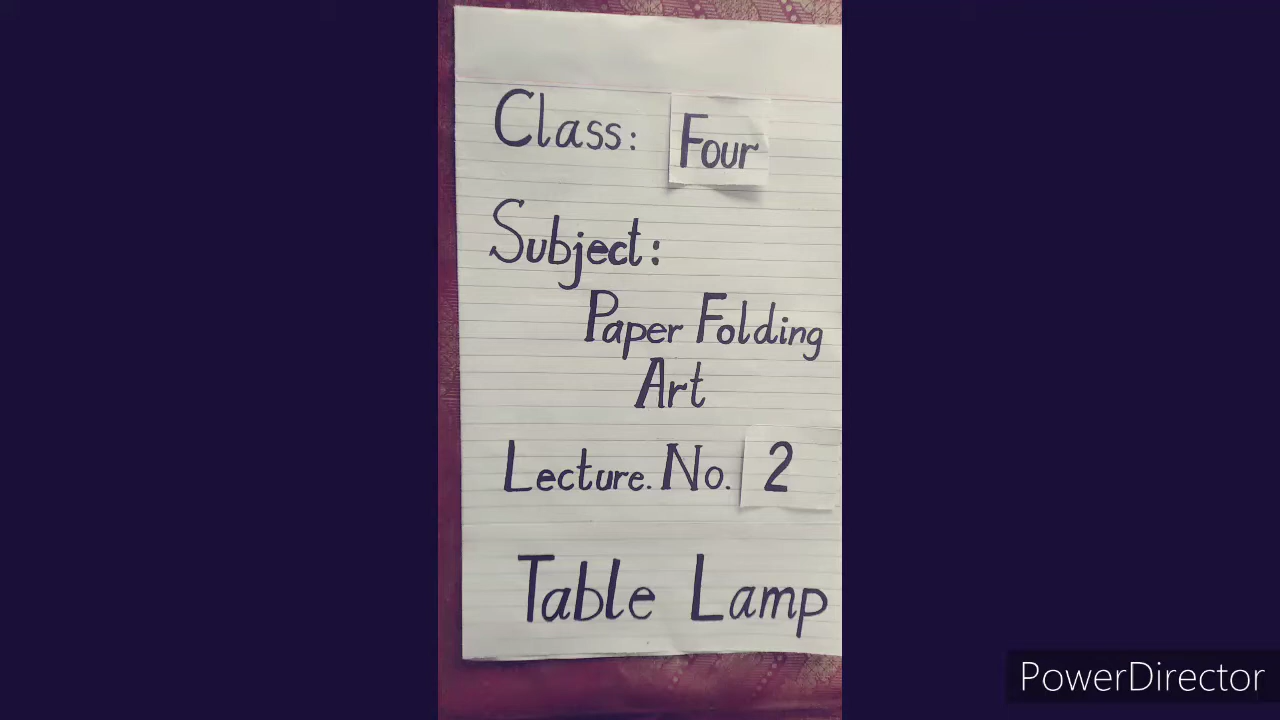 Class: Four
Subject:
Paper Folding
Art
Lecture. No. 2
Table Lamp
PowerDirector